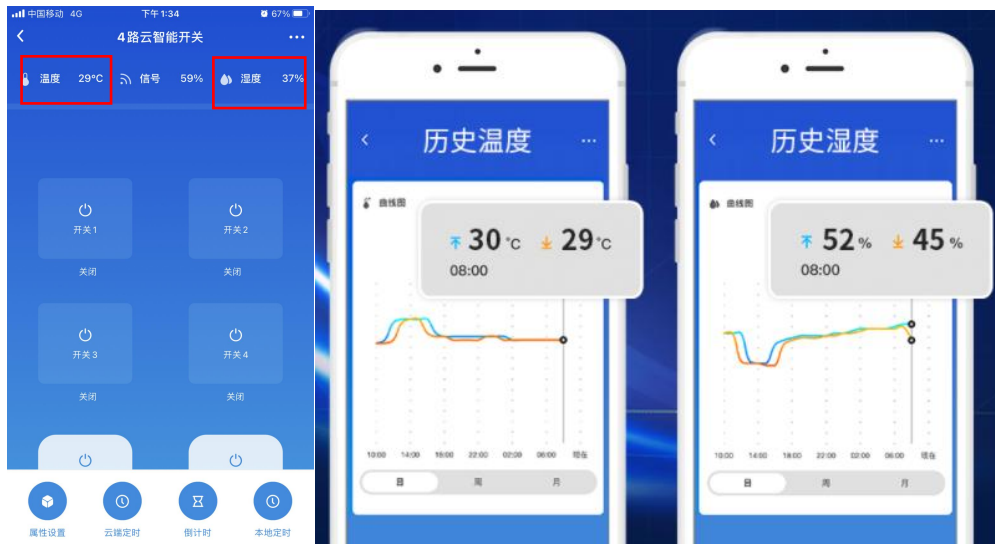 中国移动 4G 下午1:34 67%
4路云智能开关
温度 29°C 信号 59% 湿度 37%
开关1
关闭
开关2
关闭
开关3
关闭
开关4
关闭
属性设置 云端定时 倒计时 本地定时
历史温度
曲线图
30°C 29°C
08:00
10:00 14:00 18:00 22:00 02:00 06:00 现在
日 周 月
历史湿度
曲线图
52% 45%
08:00
10:00 14:00 18:00 22:00 02:00 06:00 现在
日 周 月